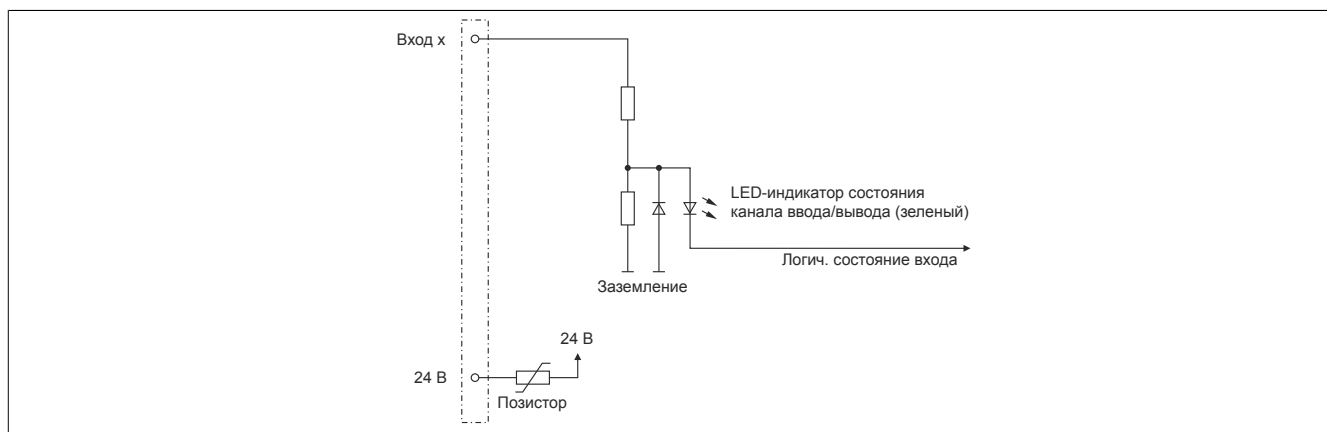 Вход x
LED-индикатор состояния
канала ввода/вывода (зеленый)
Логич. состояние входа
Заземление
24 В
24 В
Позистор